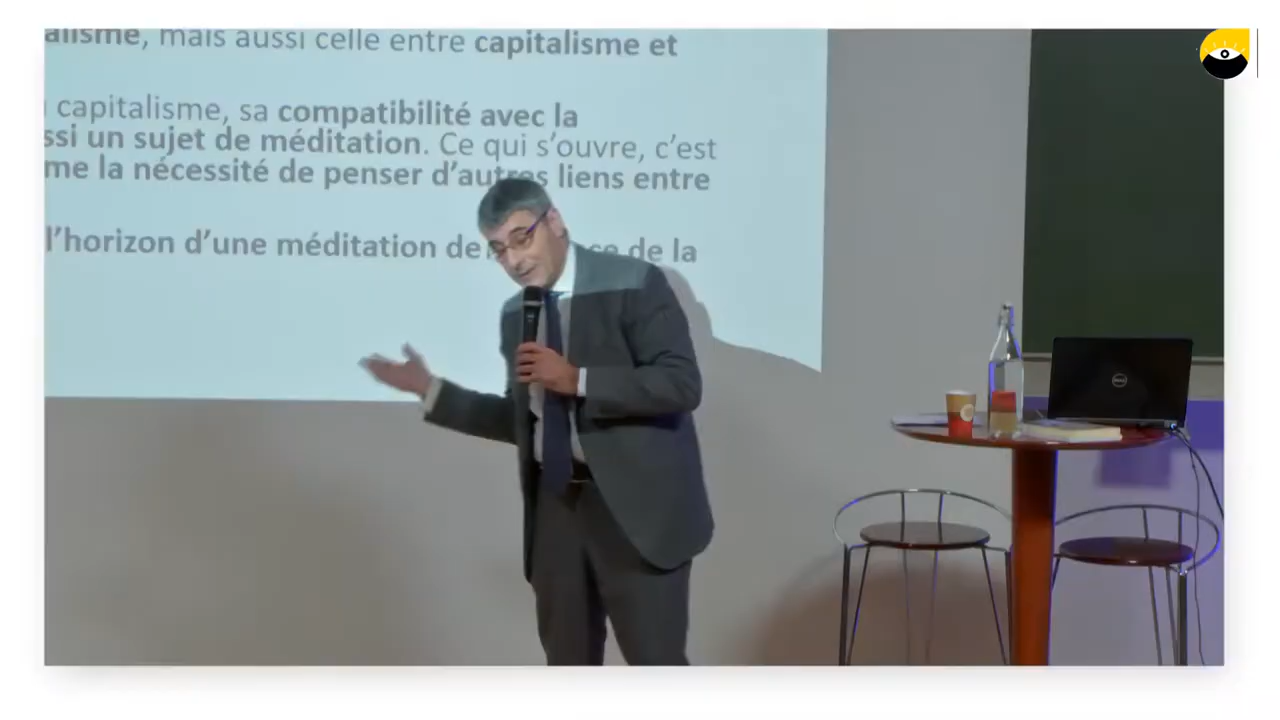 alisme, mais aussi celle entre capitalisme et
capitalisme, sa compatibilité avec la
ssi un sujet de méditation. Ce qui s'ouvre, c'est
me la nécessité de penser d'autres liens entre
l'horizon d'une méditation de de la
DELL